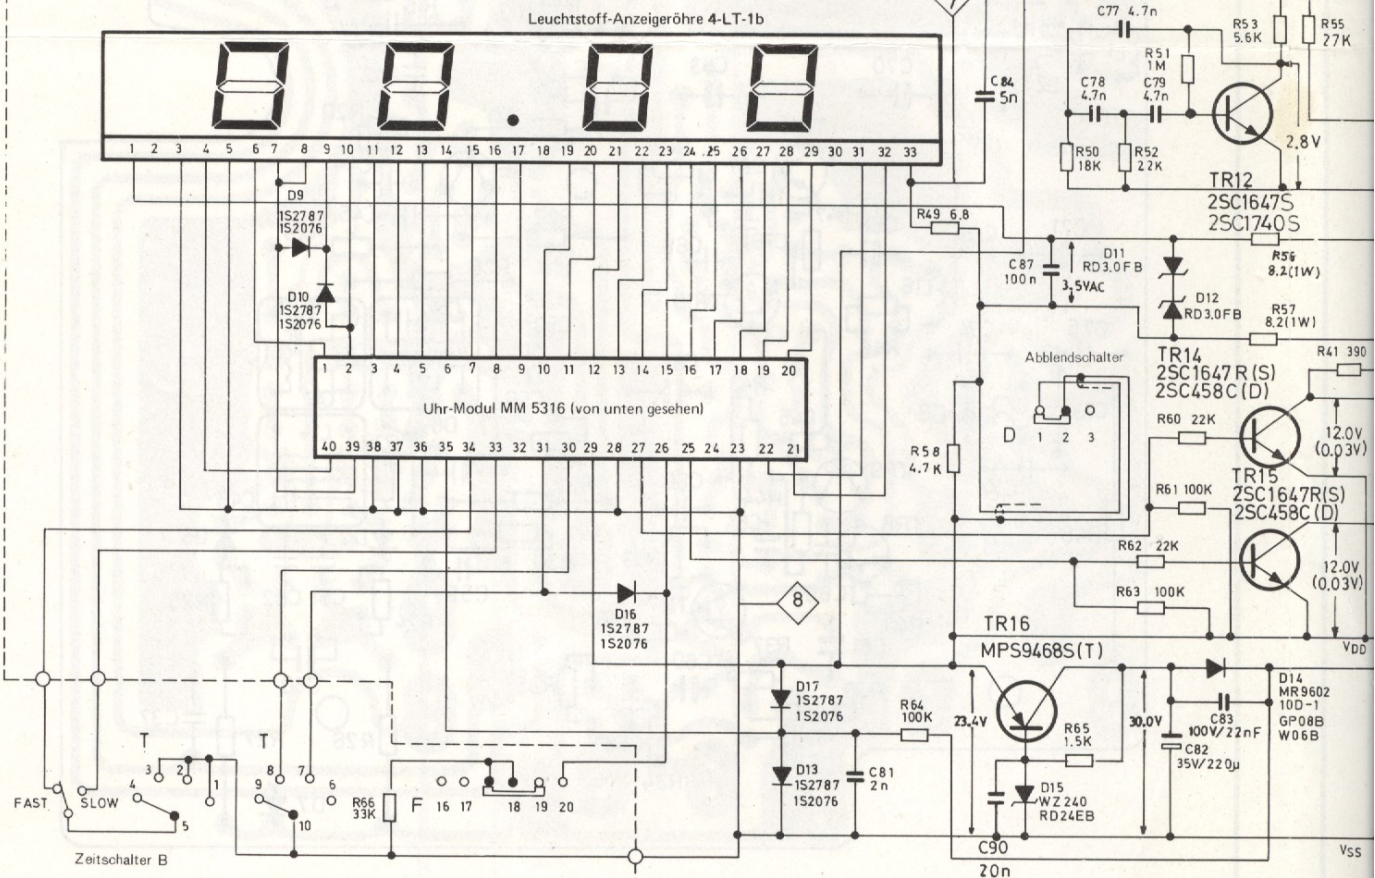 Leuchtstoff-Anzeigeröhre 4-LT-1b
1 2 3 4 5 6 7 8 9 10 11 12 13 14 15 16 17 18 19 20 21 22 23 24 25 26 27 28 29 30 31 32 33
D9
1S2787
1S2076
D10
1S2787
1S2076
1 2 3 4 5 6 7 8 9 10 11 12 13 14 15 16 17 18 19 20
Uhr-Modul MM 5316 (von unten gesehen)
40 39 38 37 36 35 34 33 32 31 30 29 28 27 26 25 24 23 22 21
C84
5n
R49 6.8
C87
100n
3,5VAC
D11
RD3,0FB
D12
RD3,0FB
C77 4.7n
R51
1M
C78
4.7n
C79
4.7n
R50
18K
R52
22K
R53
5.6K
R55
27K
2,8V
TR12
2SC1647S
2SC1740S
R56
8.2(1W)
R57
8.2(1W)
R41 390
Abblendschalter
D 1 2 3
R58
4.7K
TR14
2SC1647R(S)
2SC458C(D)
R60 22K
12.0V
(0,03V)
TR15
2SC1647R(S)
2SC458C(D)
R61 100K
R62 22K
R63 100K
12.0V
(0,03V)
VDD
8
D16
1S2787
1S2076
TR16
MPS9468S(T)
D17
1S2787
1S2076
R64
100K
23.4V
R65
1.5K
30.0V
C83
100V/22nF
C82
35V/220µ
D14
MR9602
10D-1
GP08B
W06B
D13
1S2787
1S2076
C81
2n
D15
WZ240
RD24EB
C90
20n
VSS
T
T
FAST
SLOW
3 2 1
4
5
8 7
9
10
6
R66
33K
F 16 17 18 19 20
Zeitschalter B